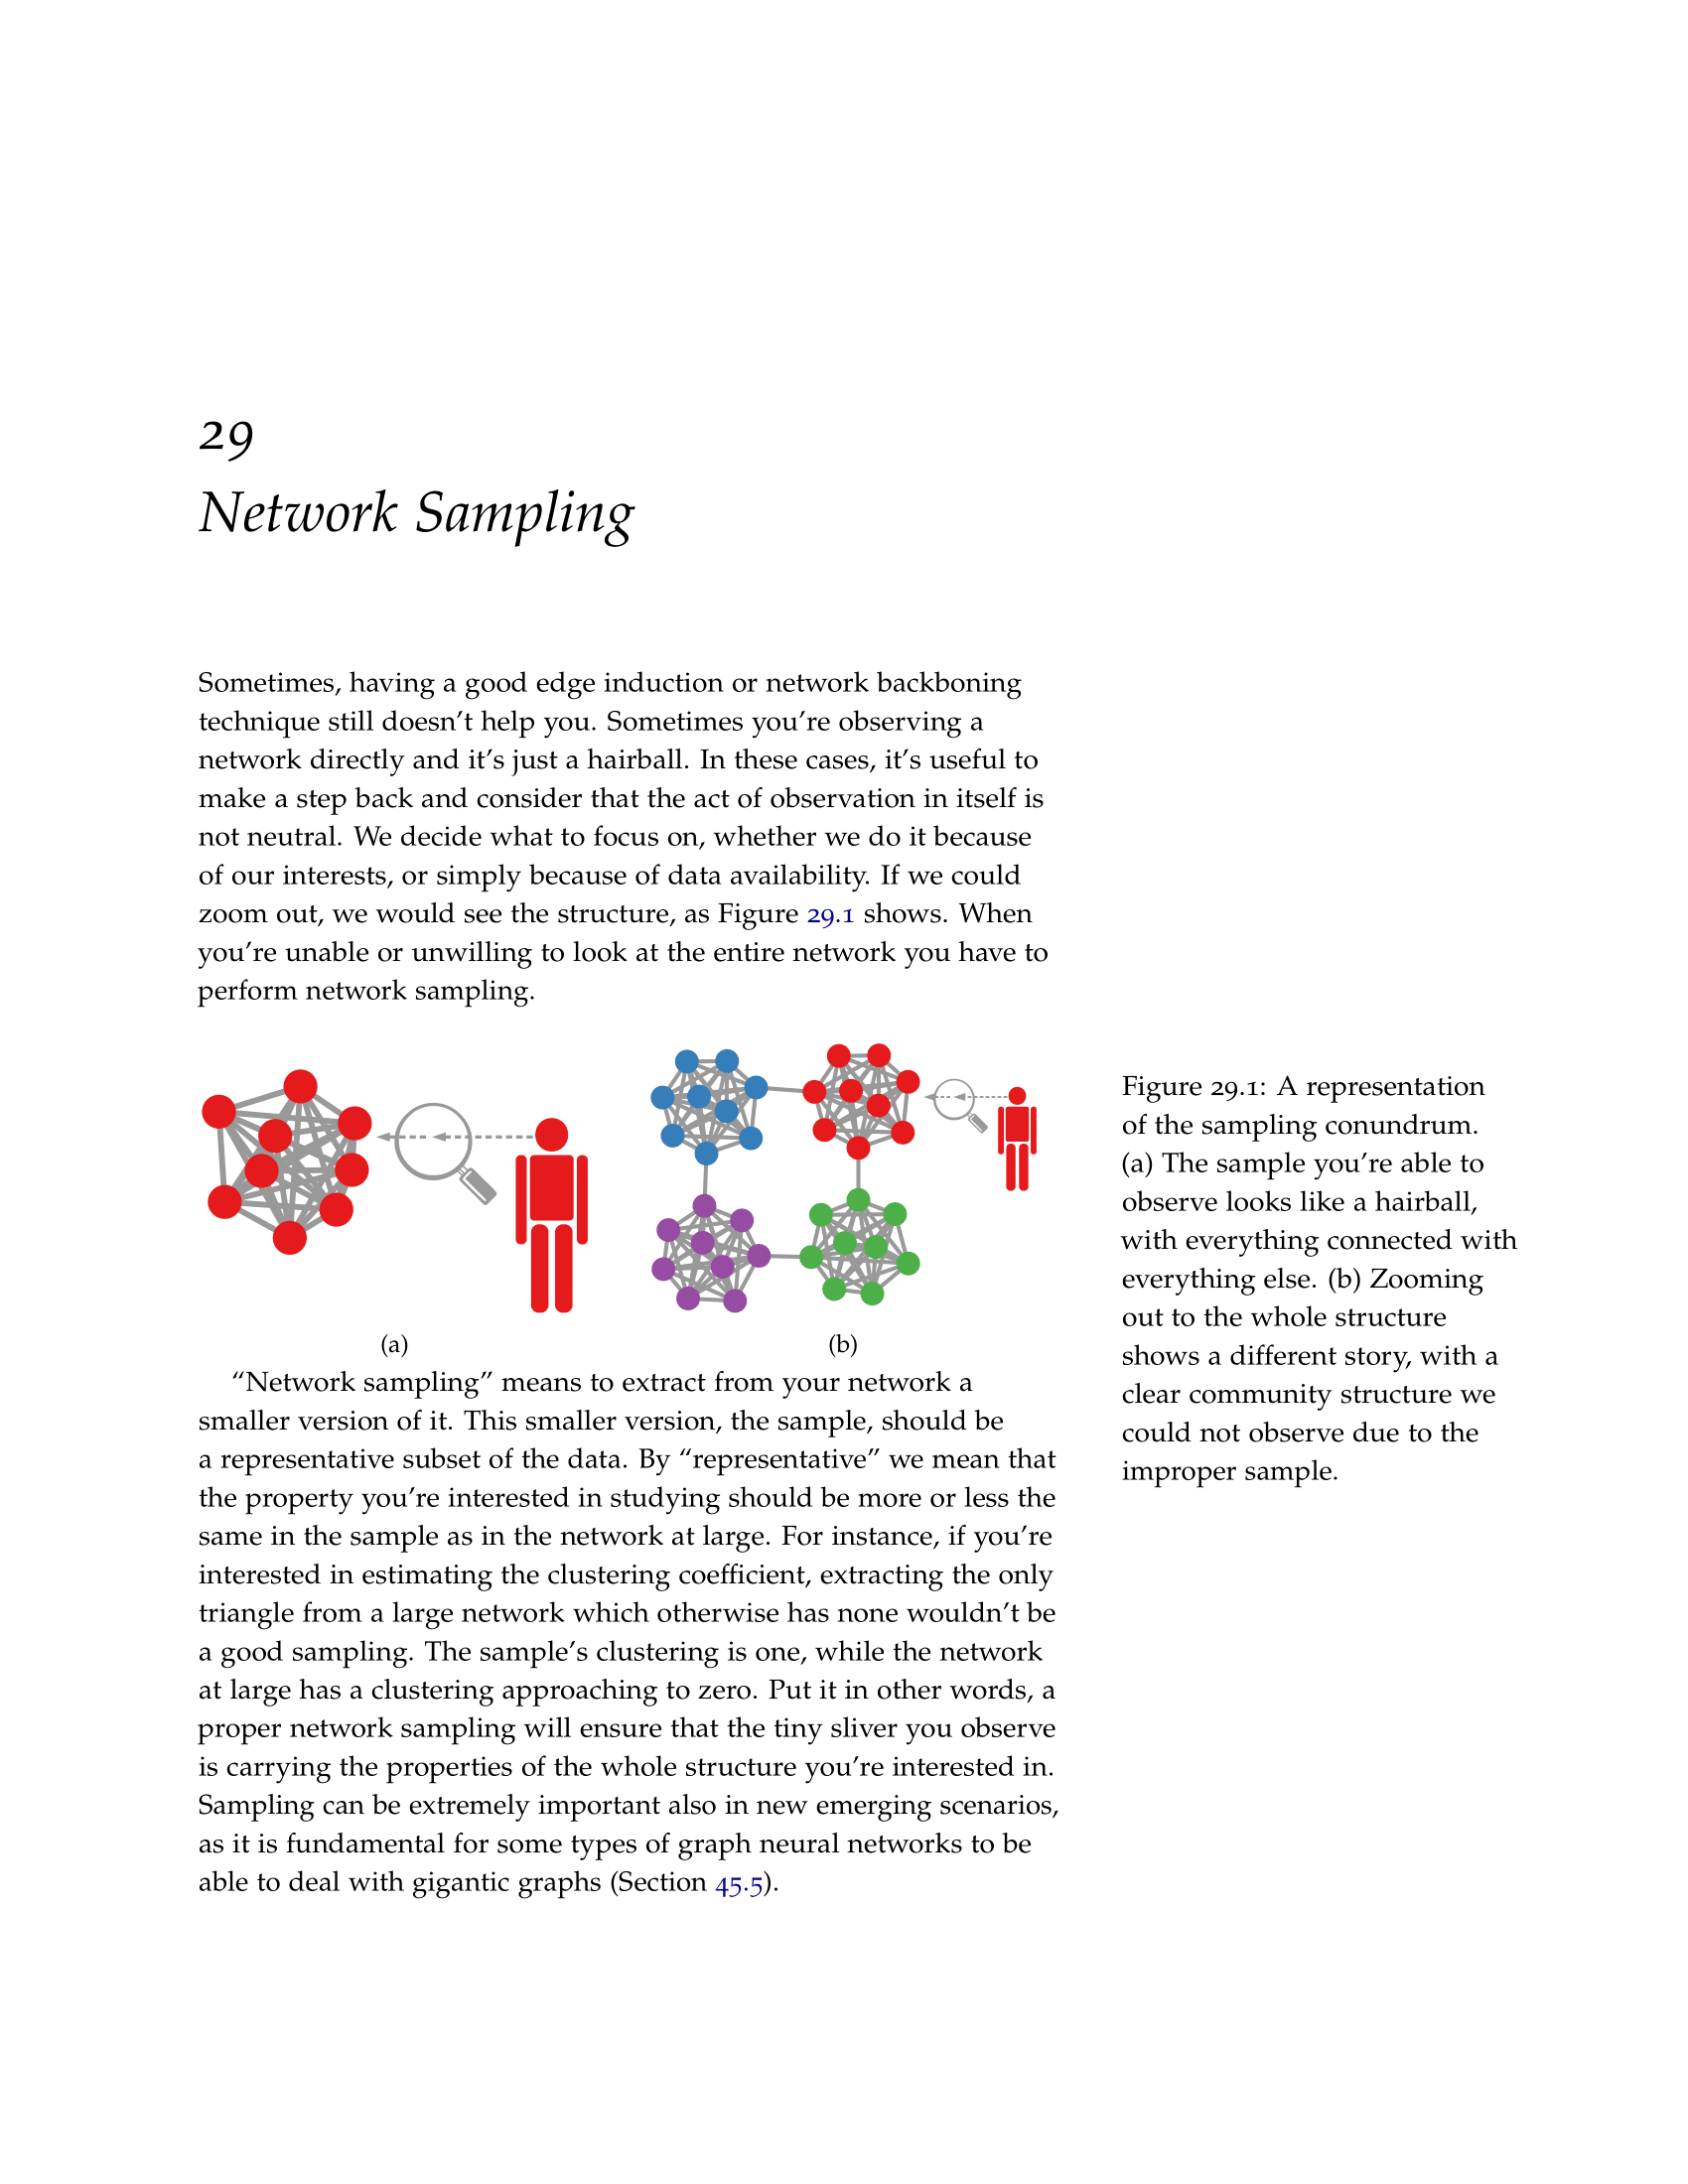 29
Network Sampling
Sometimes, having a good edge induction or network backboning
technique still doesn't help you. Sometimes you're observing a
network directly and it's just a hairball. In these cases, it's useful to
make a step back and consider that the act of observation in itself is
not neutral. We decide what to focus on, whether we do it because
of our interests, or simply because of data availability. If we could
zoom out, we would see the structure, as Figure 29.1 shows. When
you're unable or unwilling to look at the entire network you have to
perform network sampling.
(a)
(b)
Figure 29.1: A representation
of the sampling conundrum.
(a) The sample you're able to
observe looks like a hairball,
with everything connected with
everything else. (b) Zooming
out to the whole structure
shows a different story, with a
clear community structure we
could not observe due to the
improper sample.
“Network sampling” means to extract from your network a
smaller version of it. This smaller version, the sample, should be
a representative subset of the data. By “representative” we mean that
the property you're interested in studying should be more or less the
same in the sample as in the network at large. For instance, if you're
interested in estimating the clustering coefficient, extracting the only
triangle from a large network which otherwise has none wouldn't be
a good sampling. The sample's clustering is one, while the network
at large has a clustering approaching to zero. Put it in other words, a
proper network sampling will ensure that the tiny sliver you observe
is carrying the properties of the whole structure you're interested in.
Sampling can be extremely important also in new emerging scenarios,
as it is fundamental for some types of graph neural networks to be
able to deal with gigantic graphs (Section 45.5).